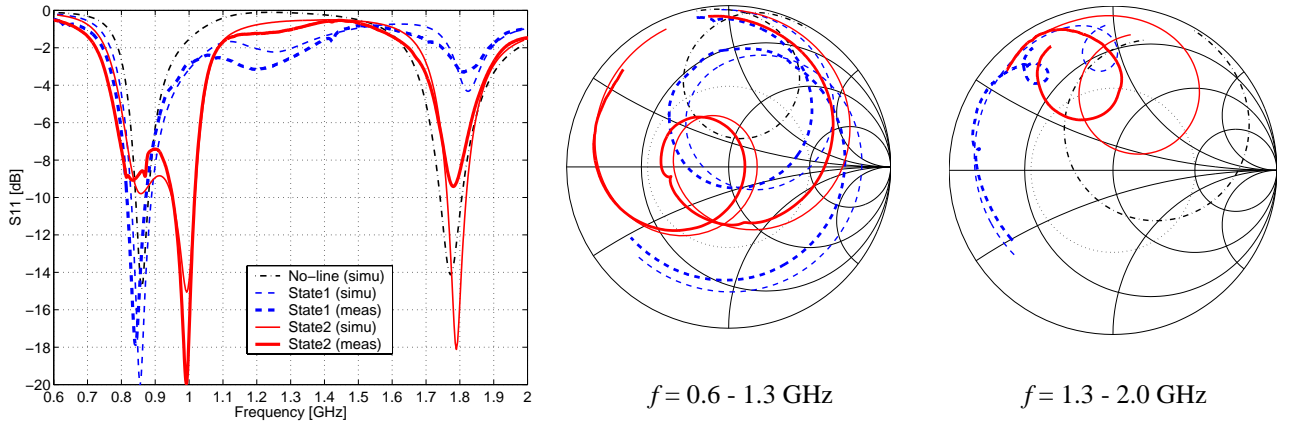 0
−2
−4
−6
−8
−10
−12
−14
−16
−18
−20
S11 [dB]
0.6 0.7 0.8 0.9 1 1.1 1.2 1.3 1.4 1.5 1.6 1.7 1.8 1.9 2
Frequency [GHz]
No−line (simu)
State1 (simu)
State1 (meas)
State2 (simu)
State2 (meas)
f = 0.6 - 1.3 GHz
f = 1.3 - 2.0 GHz